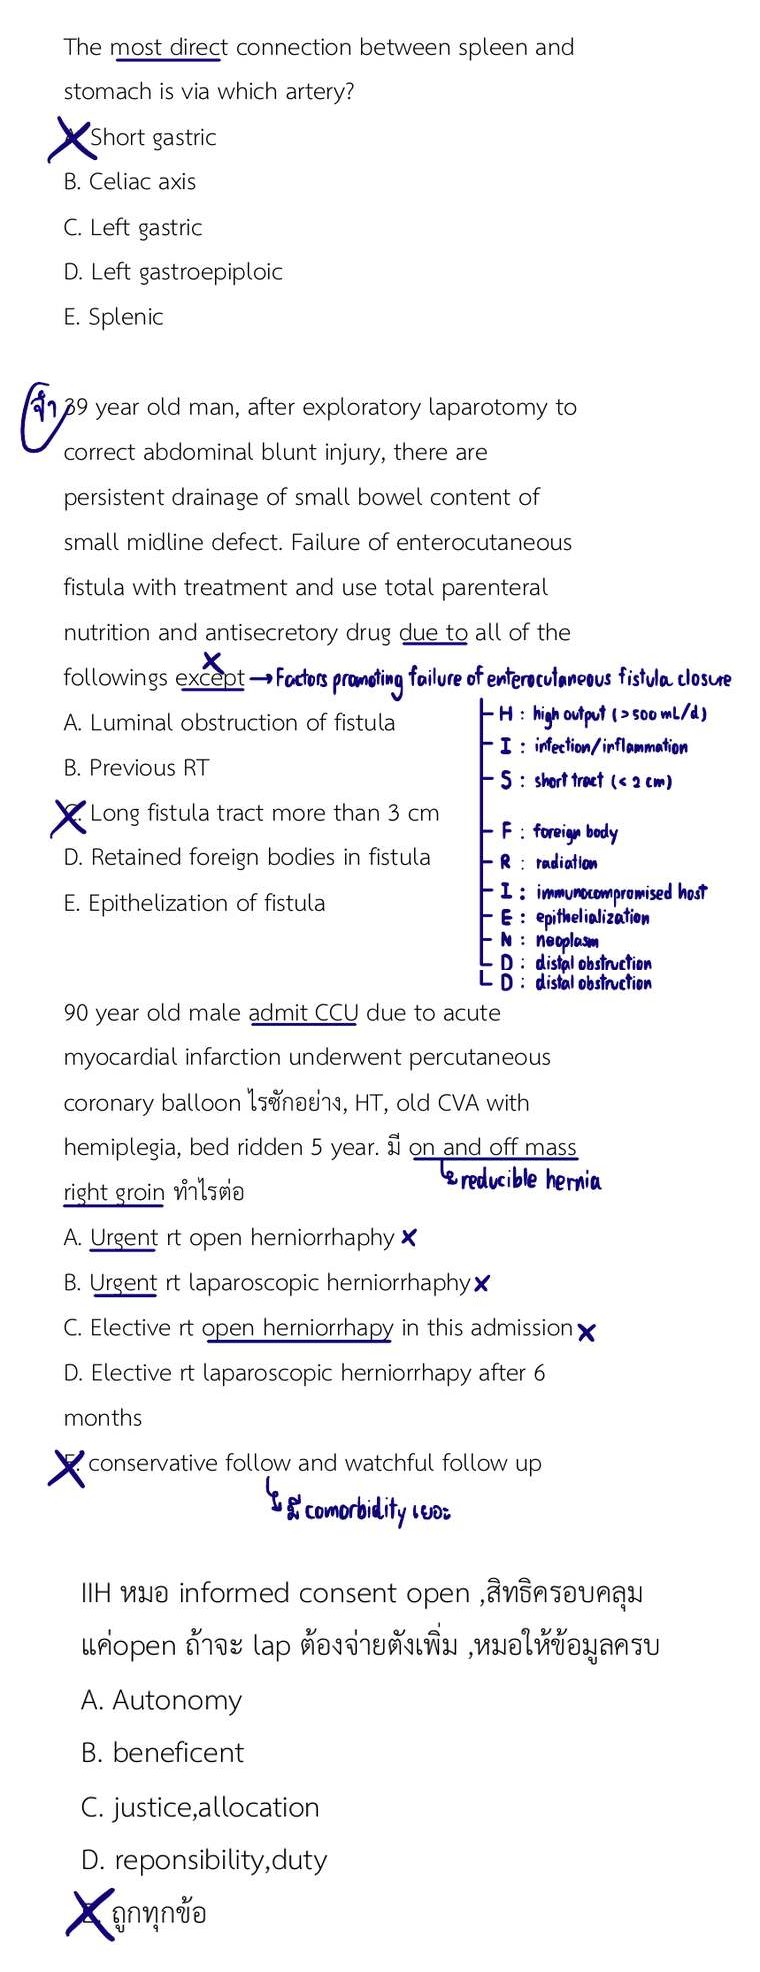 The most direct connection between spleen and
stomach is via which artery?
Short gastric
B. Celiac axis
C. Left gastric
D. Left gastroepiploic
E. Splenic
จำ
39 year old man, after exploratory laparotomy to
correct abdominal blunt injury, there are
persistent drainage of small bowel content of
small midline defect. Failure of enterocutaneous
fistula with treatment and use total parenteral
nutrition and antisecretory drug due to all of the
followings except → Factors promoting failure of enterocutaneous fistula closure
A. Luminal obstruction of fistula
B. Previous RT
C. Long fistula tract more than 3 cm
D. Retained foreign bodies in fistula
E. Epithelization of fistula
H : high output (>500 mL/d)
I : infection/inflammation
S : short tract (< 2 cm)
F : foreign body
R : radiation
I : immunocompromised host
E : epithelialization
N : neoplasm
D : distal obstruction
D : distal obstruction
90 year old male admit CCU due to acute
myocardial infarction underwent percutaneous
coronary balloon ไรซักอย่าง, HT, old CVA with
hemiplegia, bed ridden 5 year. มี on and off mass
reducible hernia
right groin ทำไรต่อ
A. Urgent rt open herniorrhaphy x
B. Urgent rt laparoscopic herniorrhaphy x
C. Elective rt open herniorrhapy in this admission x
D. Elective rt laparoscopic herniorrhapy after 6
months
E. conservative follow and watchful follow up
มี comorbidity เยอะ
IIH หมอ informed consent open ,สิทธิครอบคลุม
แค่open ถ้าจะ lap ต้องจ่ายตังเพิ่ม ,หมอให้ข้อมูลครบ
A. Autonomy
B. beneficent
C. justice,allocation
D. reponsibility,duty
E. ถูกทุกข้อ